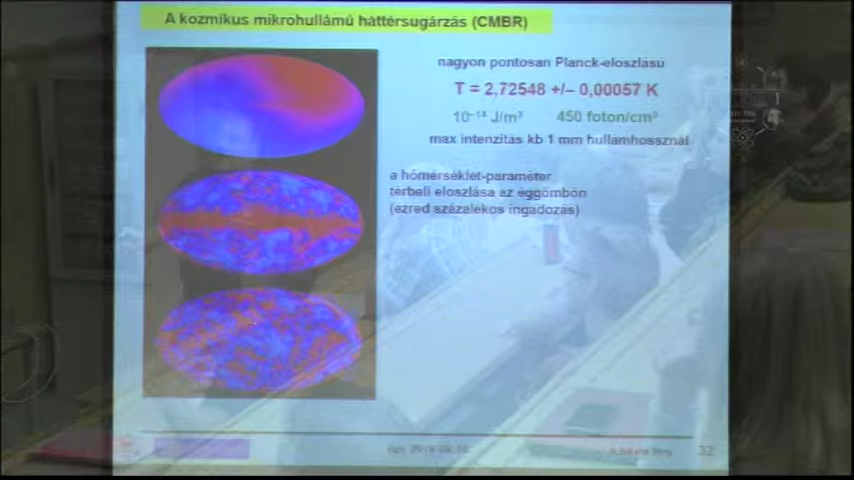 A kozmikus mikrohullámú háttérsugárzás (CMBR)
nagyon pontosan Planck-eloszlású
T = 2,72548 +/– 0,00057 K
10⁻¹⁴ J/m³ 450 foton/cm³
max intenzitás kb 1 mm hullámhossznál
a hőmérséklet-paraméter
térbeli eloszlása az éggömbön
(ezred százalékos ingadozás)
32